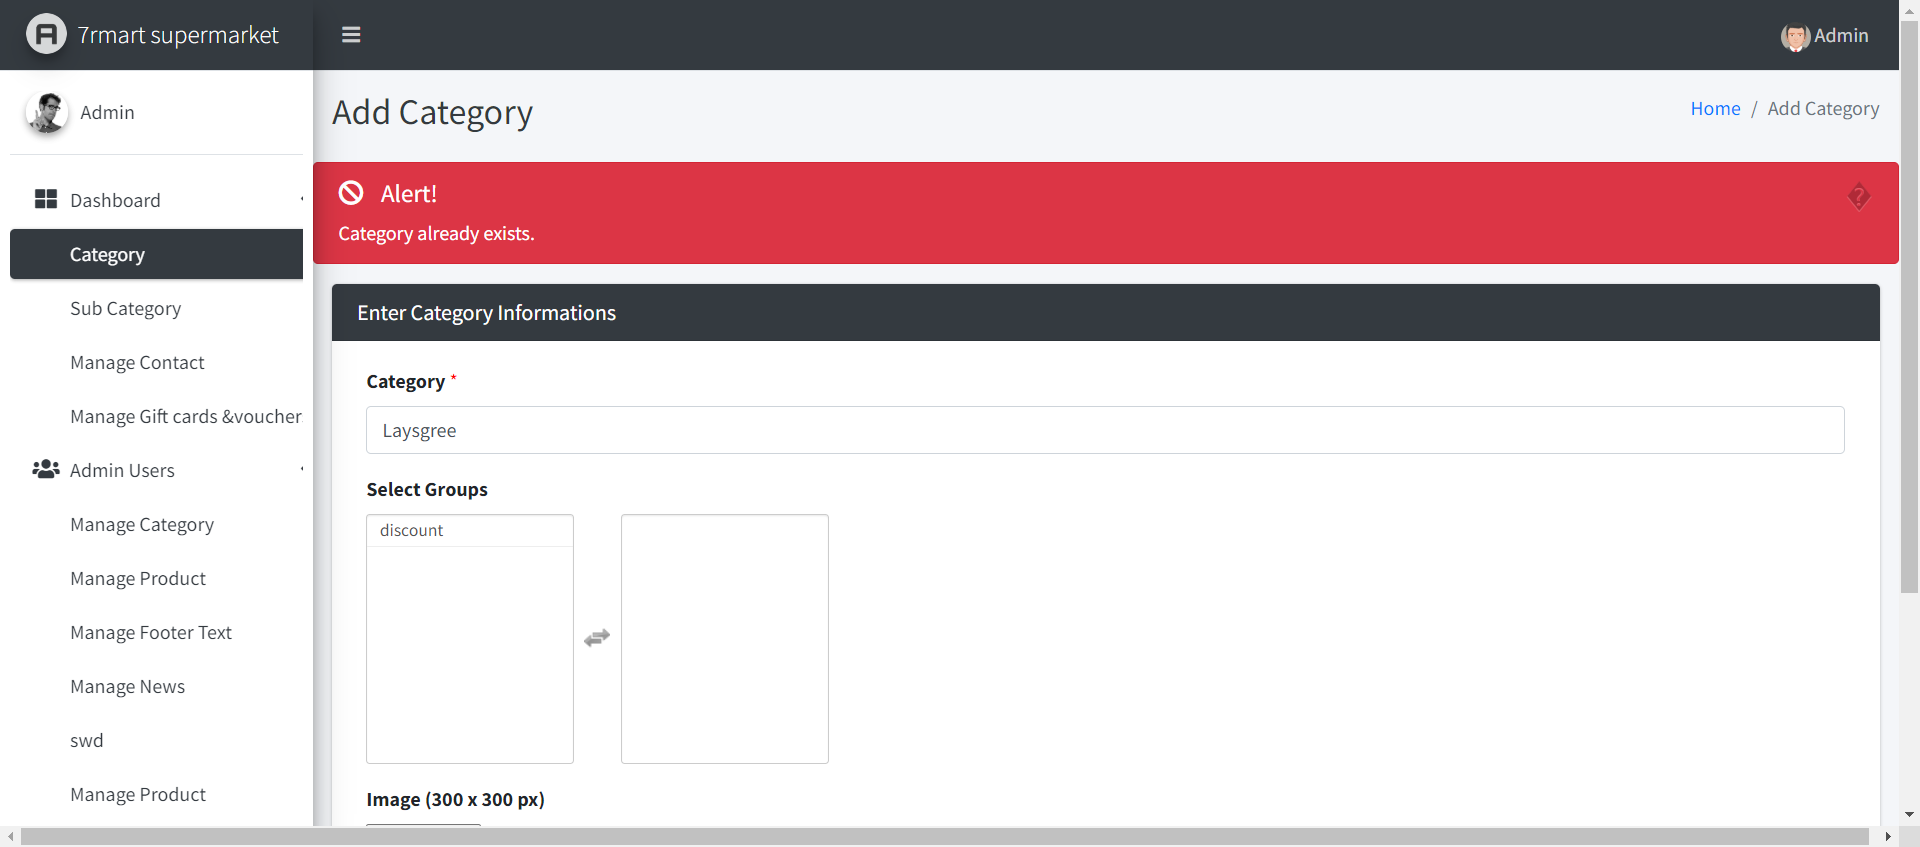 7rmart supermarket
Admin
Admin
Add Category
Home / Add Category
Alert!
Category already exists.
Dashboard
Category
Sub Category
Manage Contact
Manage Gift cards &voucher
Admin Users
Manage Category
Manage Product
Manage Footer Text
Manage News
swd
Manage Product
Enter Category Informations
Category *
Laysgree
Select Groups
discount
Image (300 x 300 px)